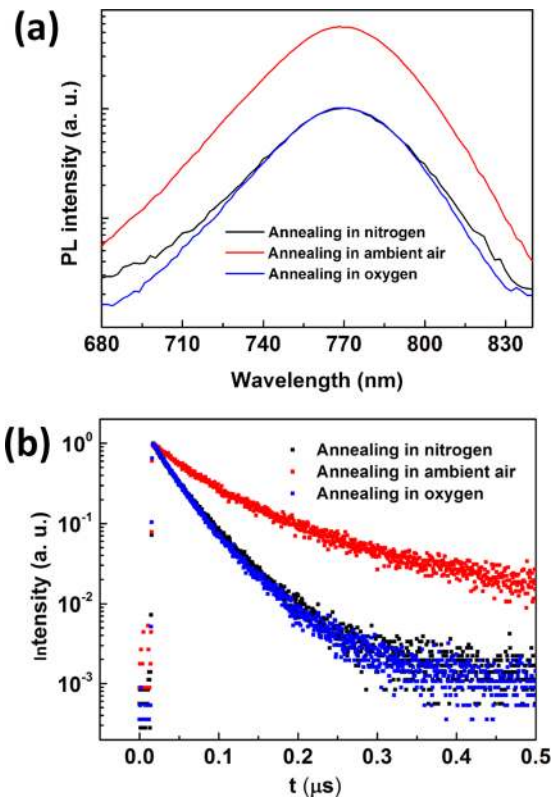 (a)
PL intensity (a. u.)
Annealing in nitrogen
Annealing in ambient air
Annealing in oxygen
680 710 740 770 800 830
Wavelength (nm)
(b)
Intensity (a. u.)
10⁰
10⁻¹
10⁻²
10⁻³
Annealing in nitrogen
Annealing in ambient air
Annealing in oxygen
0.0 0.1 0.2 0.3 0.4 0.5
t (μs)